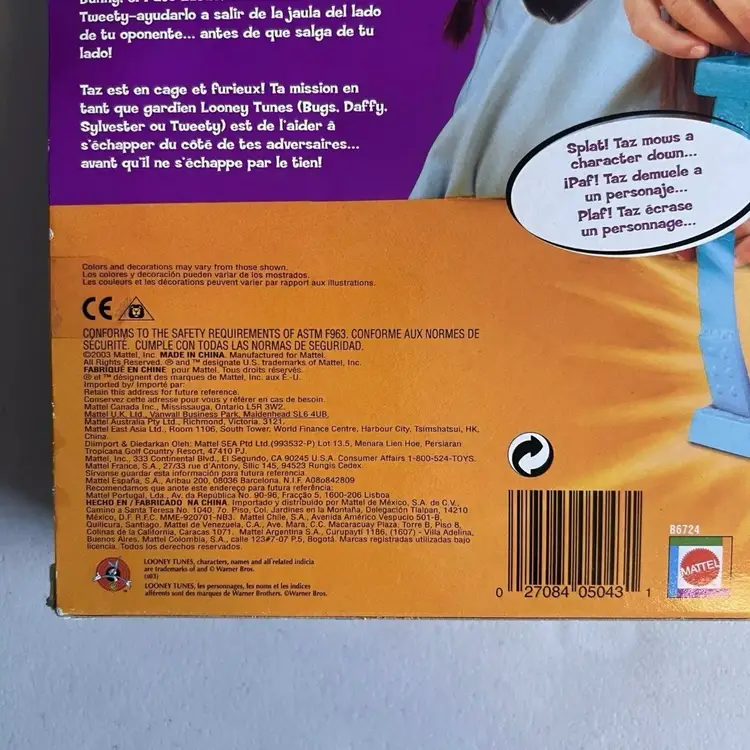 Tweety-ayudarlo a salir de la jaula del lado
de tu oponente... antes de que salga de tu
lado!
Taz est en cage et furieux! Ta mission en
tant que gardien Looney Tunes (Bugs, Daffy,
Sylvester ou Tweety) est de l'aider à
s'échapper du côté de tes adversaires...
avant qu'il ne s'échappe par le tien!
Splat! Taz mows a
character down...
¡Paf! Taz demuele a
un personaje...
Plaf! Taz écrase
un personnage...
Colors and decorations may vary from those shown.
Los colores y decoración pueden variar de los mostrados.
Les couleurs et les décorations peuvent varier par rapport aux illustrations.
CE
CONFORMS TO THE SAFETY REQUIREMENTS OF ASTM F963. CONFORME AUX NORMES DE
SÉCURITÉ. CUMPLE CON TODAS LAS NORMAS DE SEGURIDAD.
©2003 Mattel, Inc. MADE IN CHINA. Manufactured for Mattel.
All Rights Reserved. ® and ™ designate U.S. trademarks of Mattel, Inc.
FABRIQUÉ EN CHINE pour Mattel. Tous droits réservés.
® et ™ désignent des marques de Mattel, Inc. aux É.-U.
Imported by/ Importé par:
Retain this address for future reference.
Conservez cette adresse pour vous y référer en cas de besoin.
Mattel Canada Inc., Mississauga, Ontario L5R 3W2.
Mattel U.K. Ltd., Vanwall Business Park, Maidenhead SL6 4UB.
Mattel Australia Pty Ltd., Richmond, Victoria. 3121.
Mattel East Asia Ltd., Room 1106, South Tower, World Finance Centre, Harbour City, Tsimshatsui, HK,
China.
Diimport & Diedarkan Oleh: Mattel SEA Ptd Ltd.(993532-P) Lot 13.5, Menara Lien Hoe, Persiaran
Tropicana Golf Country Resort, 47410 PJ.
Mattel, Inc., 333 Continental Blvd., El Segundo, CA 90245 U.S.A. Consumer Affairs 1-800-524-TOYS.
Mattel France, S.A., 27/33 rue d'Antony, Silic 145, 94523 Rungis Cedex
Sírvanse guardar esta información para futura referencia.
Mattel España, S.A., Aribau 200, 08036 Barcelona. N.I.F. A08o842809
Recomendamos que anote este endereço para futura referência.
Mattel Portugal, Ltd., Av. da República No. 90-96, Fracção 5, 1600-206 Lisboa
HECHO EN / FABRICADO NA CHINA. Importado y distribuido por Mattel de México, S.A. de C.V.,
Camino a Santa Teresa No. 1040, 7o. Piso, Col. Jardines en la Montaña, Delegación Tlalpan, 14210
México, D.F. R.F.C. MME-920701-NB3. Mattel Chile, S.A., Avenida Américo Vespucio 501-B,
Quilicura, Santiago. Mattel de Venezuela, C.A., Ave. Mara, C.C. Macaracuay Plaza, Torre B, Piso 8,
Colinas de la California, Caracas 1071. Mattel Argentina S.A., Curupaytí 1186, (1607) - Villa Adelina,
Buenos Aires. Mattel Colombia, S.A., calle 123#7-07 P.5, Bogotá. Marcas registradas utilizadas bajo
licencia. Todos los derechos reservados.
LOONEY TUNES, characters, names and all related indicia
are trademarks of and © Warner Bros.
(s03)
LOONEY TUNES, les personnages, les noms et les indices
afférents sont des marques de Warner Brothers. ©Warner Bros.
0 27084 05043 1
B6724
MATTEL